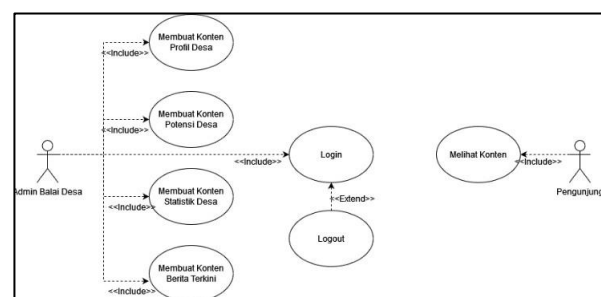 Membuat Konten
Profil Desa
<<Include>>
Membuat Konten
Potensi Desa
<<Include>>
Login
<<Include>>
Melihat Konten
<<Include>>
Admin Balai Desa
Pengunjung
Membuat Konten
Statistik Desa
<<Include>>
<<Extend>>
Logout
Membuat Konten
Berita Terkini
<<Include>>